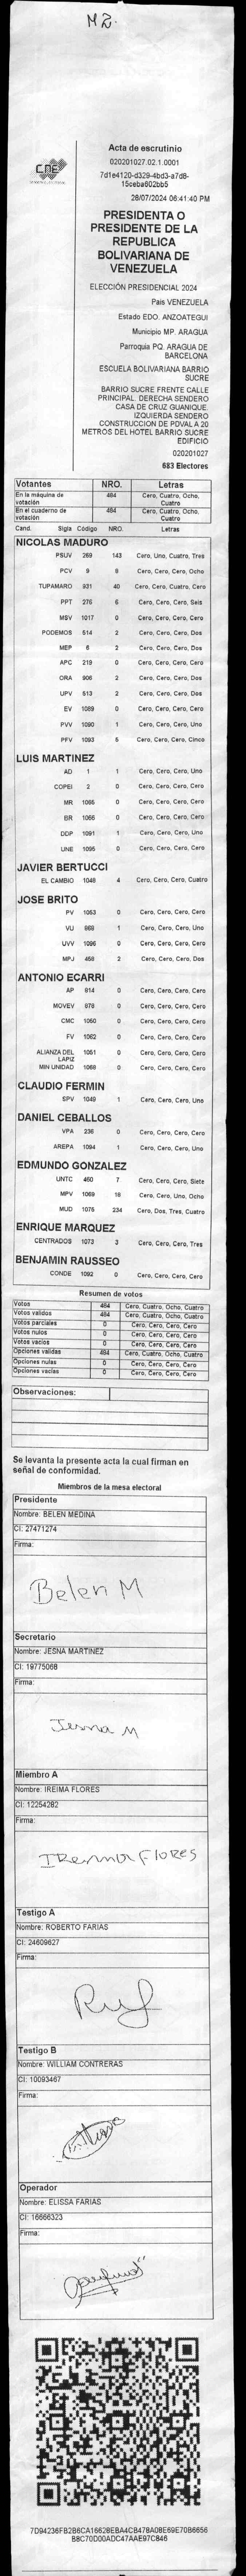 M2.
Acta de escrutinio
020201027.02.1.0001
7d1e4120-d329-4bd3-a7d8-
15ceba602bb5
28/07/2024 06:41:40 PM
CNE
PRESIDENTA O
PRESIDENTE DE LA
REPUBLICA
BOLIVARIANA DE
VENEZUELA
ELECCIÓN PRESIDENCIAL 2024
Pais VENEZUELA
Estado EDO. ANZOATEGUI
Municipio MP. ARAGUA
Parroquia PQ. ARAGUA DE
BARCELONA
ESCUELA BOLIVARIANA BARRIO
SUCRE
BARRIO SUCRE FRENTE CALLE
PRINCIPAL. DERECHA SENDERO
CASA DE CRUZ GUANIQUE.
IZQUIERDA SENDERO
CONSTRUCCION DE PDVAL A 20
METROS DEL HOTEL BARRIO SUCRE
EDIFICIO
020201027
683 Electores
Votantes NRO. Letras
En la máquina de votación 484 Cero, Cuatro, Ocho, Cuatro
En el cuaderno de votación 484 Cero, Cuatro, Ocho, Cuatro
Cand. Sigla Código NRO. Letras
NICOLAS MADURO
PSUV 269 143 Cero, Uno, Cuatro, Tres
PCV 9 8 Cero, Cero, Cero, Ocho
TUPAMARO 931 40 Cero, Cero, Cuatro, Cero
PPT 276 6 Cero, Cero, Cero, Seis
MSV 1017 0 Cero, Cero, Cero, Cero
PODEMOS 514 2 Cero, Cero, Cero, Dos
MEP 6 2 Cero, Cero, Cero, Dos
APC 219 0 Cero, Cero, Cero, Cero
ORA 906 2 Cero, Cero, Cero, Dos
UPV 513 2 Cero, Cero, Cero, Dos
EV 1089 0 Cero, Cero, Cero, Cero
PVV 1090 1 Cero, Cero, Cero, Uno
PFV 1093 5 Cero, Cero, Cero, Cinco
LUIS MARTINEZ
AD 1 1 Cero, Cero, Cero, Uno
COPEI 2 0 Cero, Cero, Cero, Cero
MR 1065 0 Cero, Cero, Cero, Cero
BR 1066 0 Cero, Cero, Cero, Cero
DDP 1091 1 Cero, Cero, Cero, Uno
UNE 1095 0 Cero, Cero, Cero, Cero
JAVIER BERTUCCI
EL CAMBIO 1048 4 Cero, Cero, Cero, Cuatro
JOSE BRITO
PV 1053 0 Cero, Cero, Cero, Cero
VU 969 1 Cero, Cero, Cero, Uno
UVV 1096 0 Cero, Cero, Cero, Cero
MPJ 458 2 Cero, Cero, Cero, Dos
ANTONIO ECARRI
AP 814 0 Cero, Cero, Cero, Cero
MOVEV 878 0 Cero, Cero, Cero, Cero
CMC 1050 0 Cero, Cero, Cero, Cero
FV 1062 0 Cero, Cero, Cero, Cero
ALIANZA DEL LAPIZ 1051 0 Cero, Cero, Cero, Cero
MIN UNIDAD 1068 0 Cero, Cero, Cero, Cero
CLAUDIO FERMIN
SPV 1049 1 Cero, Cero, Cero, Uno
DANIEL CEBALLOS
VPA 236 0 Cero, Cero, Cero, Cero
AREPA 1094 1 Cero, Cero, Cero, Uno
EDMUNDO GONZALEZ
UNTC 460 7 Cero, Cero, Cero, Siete
MPV 1069 18 Cero, Cero, Uno, Ocho
MUD 1075 234 Cero, Dos, Tres, Cuatro
ENRIQUE MARQUEZ
CENTRADOS 1073 3 Cero, Cero, Cero, Tres
BENJAMIN RAUSSEO
CONDE 1092 0 Cero, Cero, Cero, Cero
Resumen de votos
Votos 484 Cero, Cuatro, Ocho, Cuatro
Votos validos 484 Cero, Cuatro, Ocho, Cuatro
Votos parciales 0 Cero, Cero, Cero, Cero
Votos nulos 0 Cero, Cero, Cero, Cero
Votos vacíos 0 Cero, Cero, Cero, Cero
Opciones validas 484 Cero, Cuatro, Ocho, Cuatro
Opciones nulas 0 Cero, Cero, Cero, Cero
Opciones vacías 0 Cero, Cero, Cero, Cero
Observaciones:
Se levanta la presente acta la cual firman en
señal de conformidad.
Miembros de la mesa electoral
Presidente
Nombre: BELEN MEDINA
CI: 27471274
Firma:
Belen M
Secretario
Nombre: JESNA MARTINEZ
CI: 19775068
Firma:
Jesna M
Miembro A
Nombre: IREIMA FLORES
CI: 12254282
Firma:
IReima FLORES
Testigo A
Nombre: ROBERTO FARIAS
CI: 24609627
Firma:
Testigo B
Nombre: WILLIAM CONTRERAS
CI: 10093467
Firma:
Operador
Nombre: ELISSA FARIAS
CI: 16666323
Firma:
7D94236FB2B6CA1662BEBA4CB478A0BE69E70B6656
B8C70D00ADC47AAE97C846